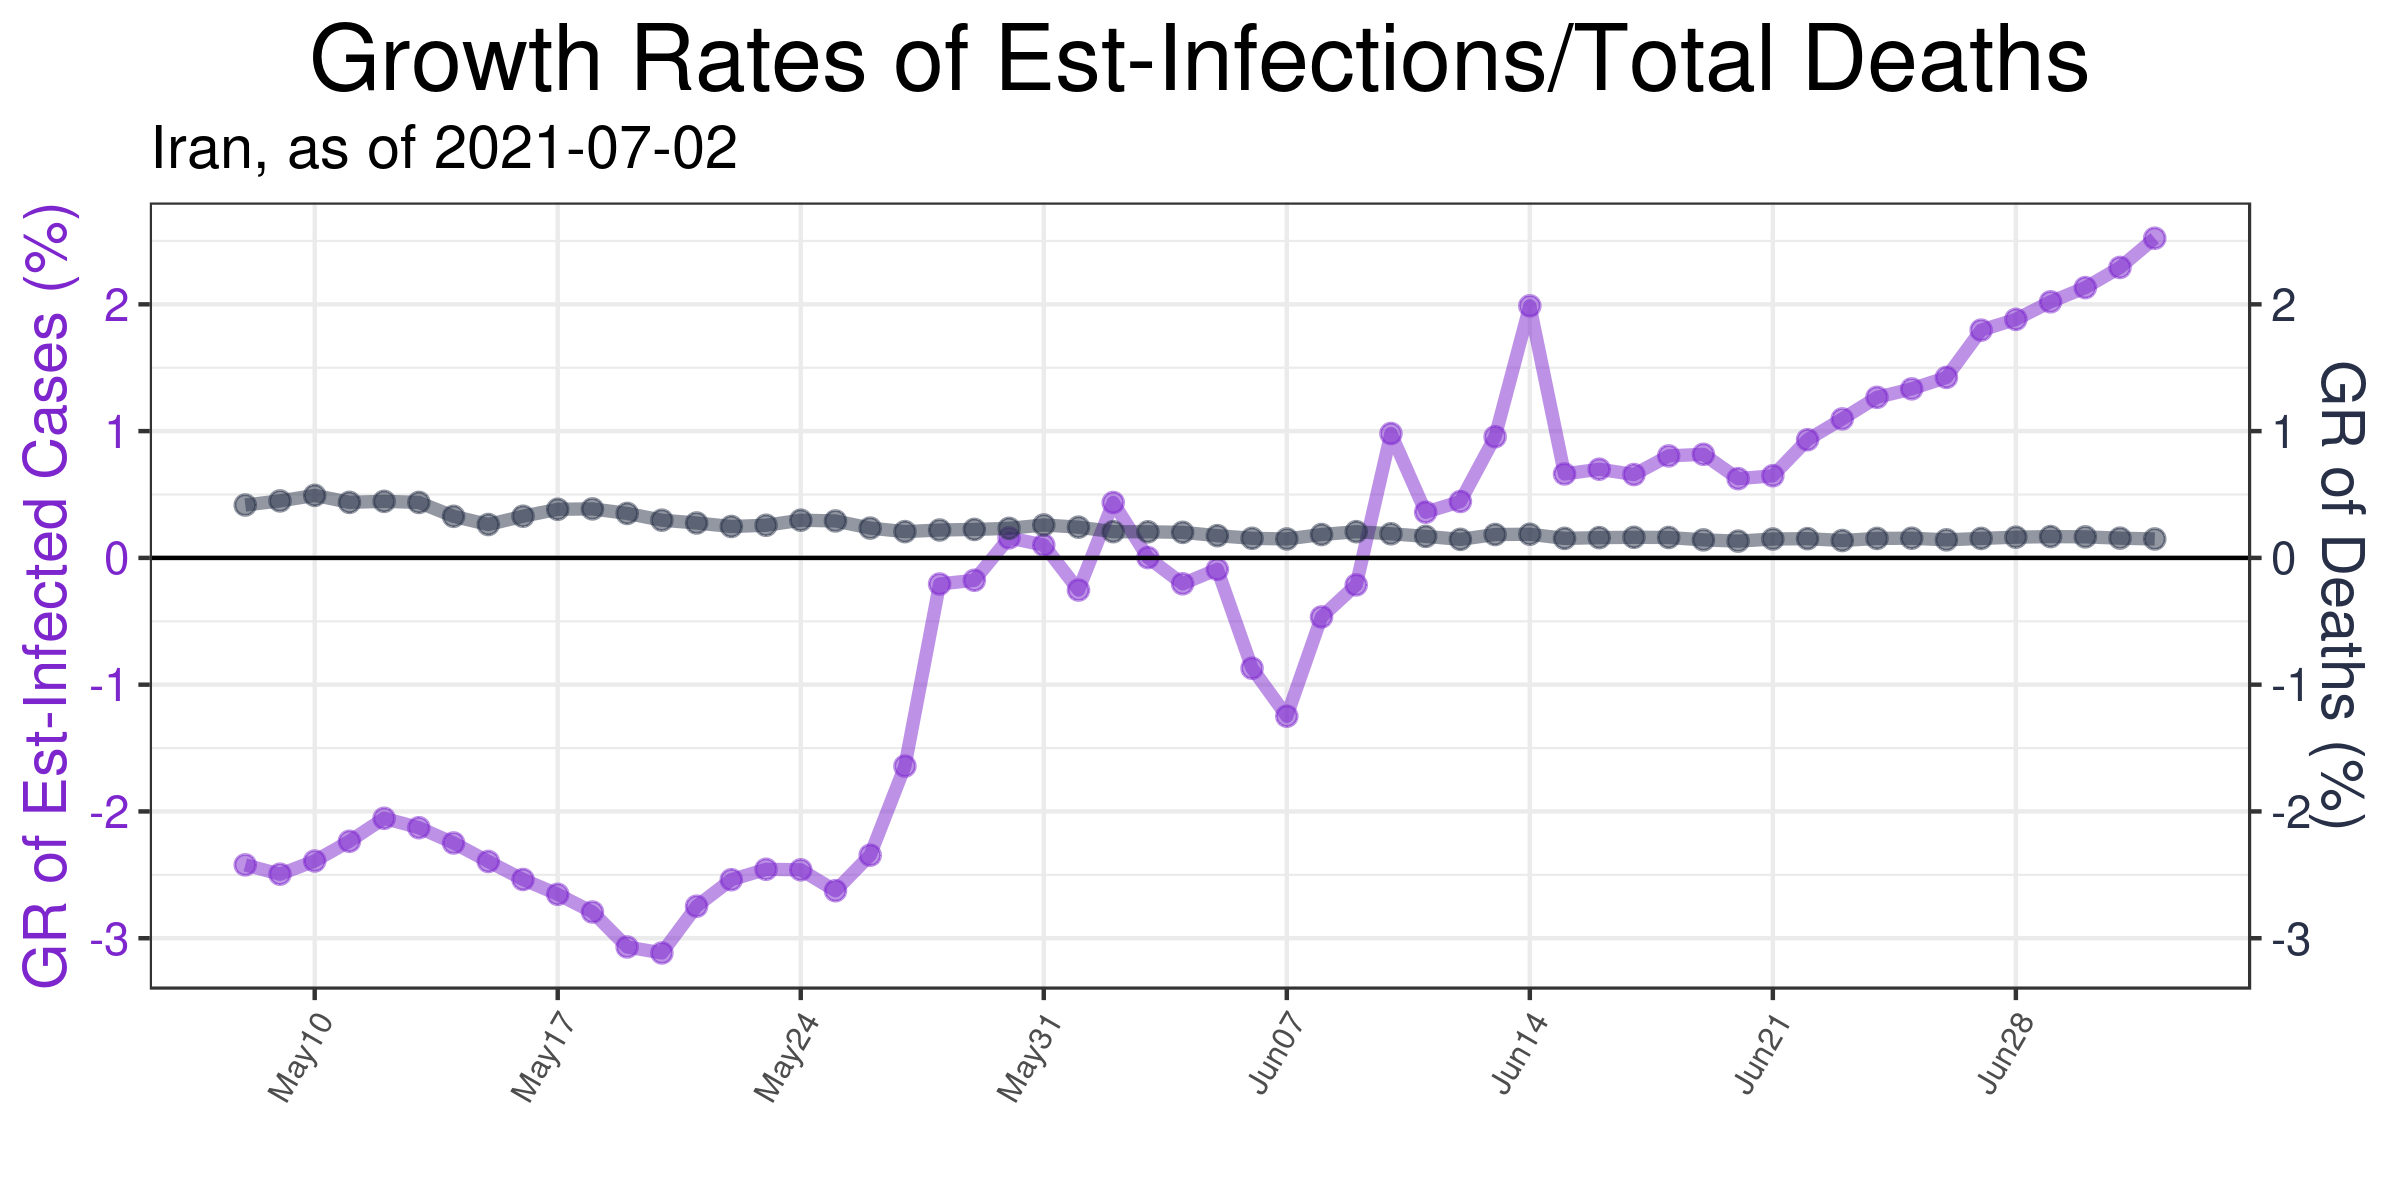 Growth Rates of Est-Infections/Total Deaths
Iran, as of 2021-07-02
GR of Est-Infected Cases (%)
2
1
0
-1
-2
-3
2
1
0
-1
-2
-3
GR of Deaths (%)
May10
May17
May24
May31
Jun07
Jun14
Jun21
Jun28